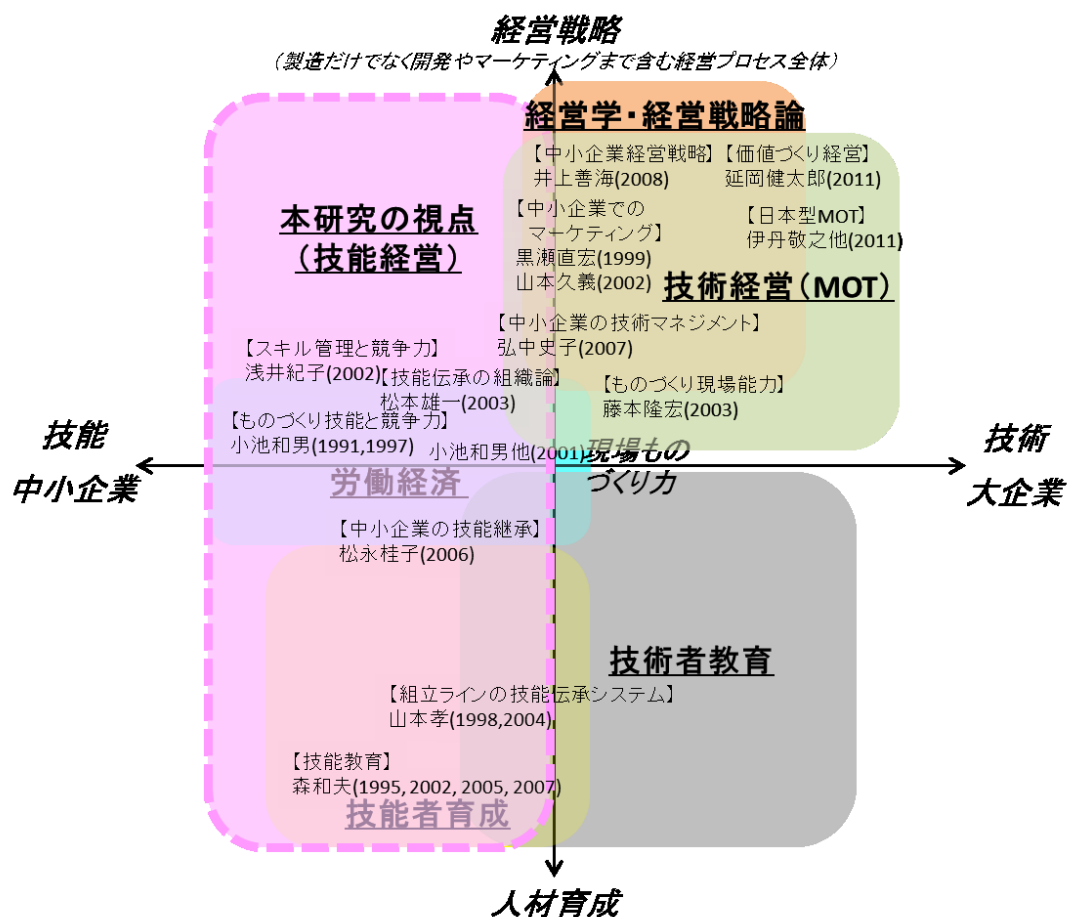 経営戦略
（製造だけでなく開発やマーケティングまで含む経営プロセス全体）
経営学・経営戦略論
【中小企業経営戦略】
井上善海(2008)
【価値づくり経営】
延岡健太郎(2011)
【中小企業での
マーケティング】
黒瀬直宏(1999)
山本久義(2002)
【日本型MOT】
伊丹敬之他(2011)
本研究の視点
（技能経営）
技術経営（MOT）
【中小企業の技術マネジメント】
弘中史子(2007)
【スキル管理と競争力】
浅井紀子(2002)
【技能伝承の組織論】
松本雄一(2003)
【ものづくり現場能力】
藤本隆宏(2003)
【ものづくり技能と競争力】
小池和男(1991,1997)
小池和男他(2001)
技能
中小企業
現場もの
づくり力
技術
大企業
労働経済
【中小企業の技能継承】
松永桂子(2006)
技術者教育
【組立ラインの技能伝承システム】
山本孝(1998,2004)
【技能教育】
森和夫(1995, 2002, 2005, 2007)
技能者育成
人材育成